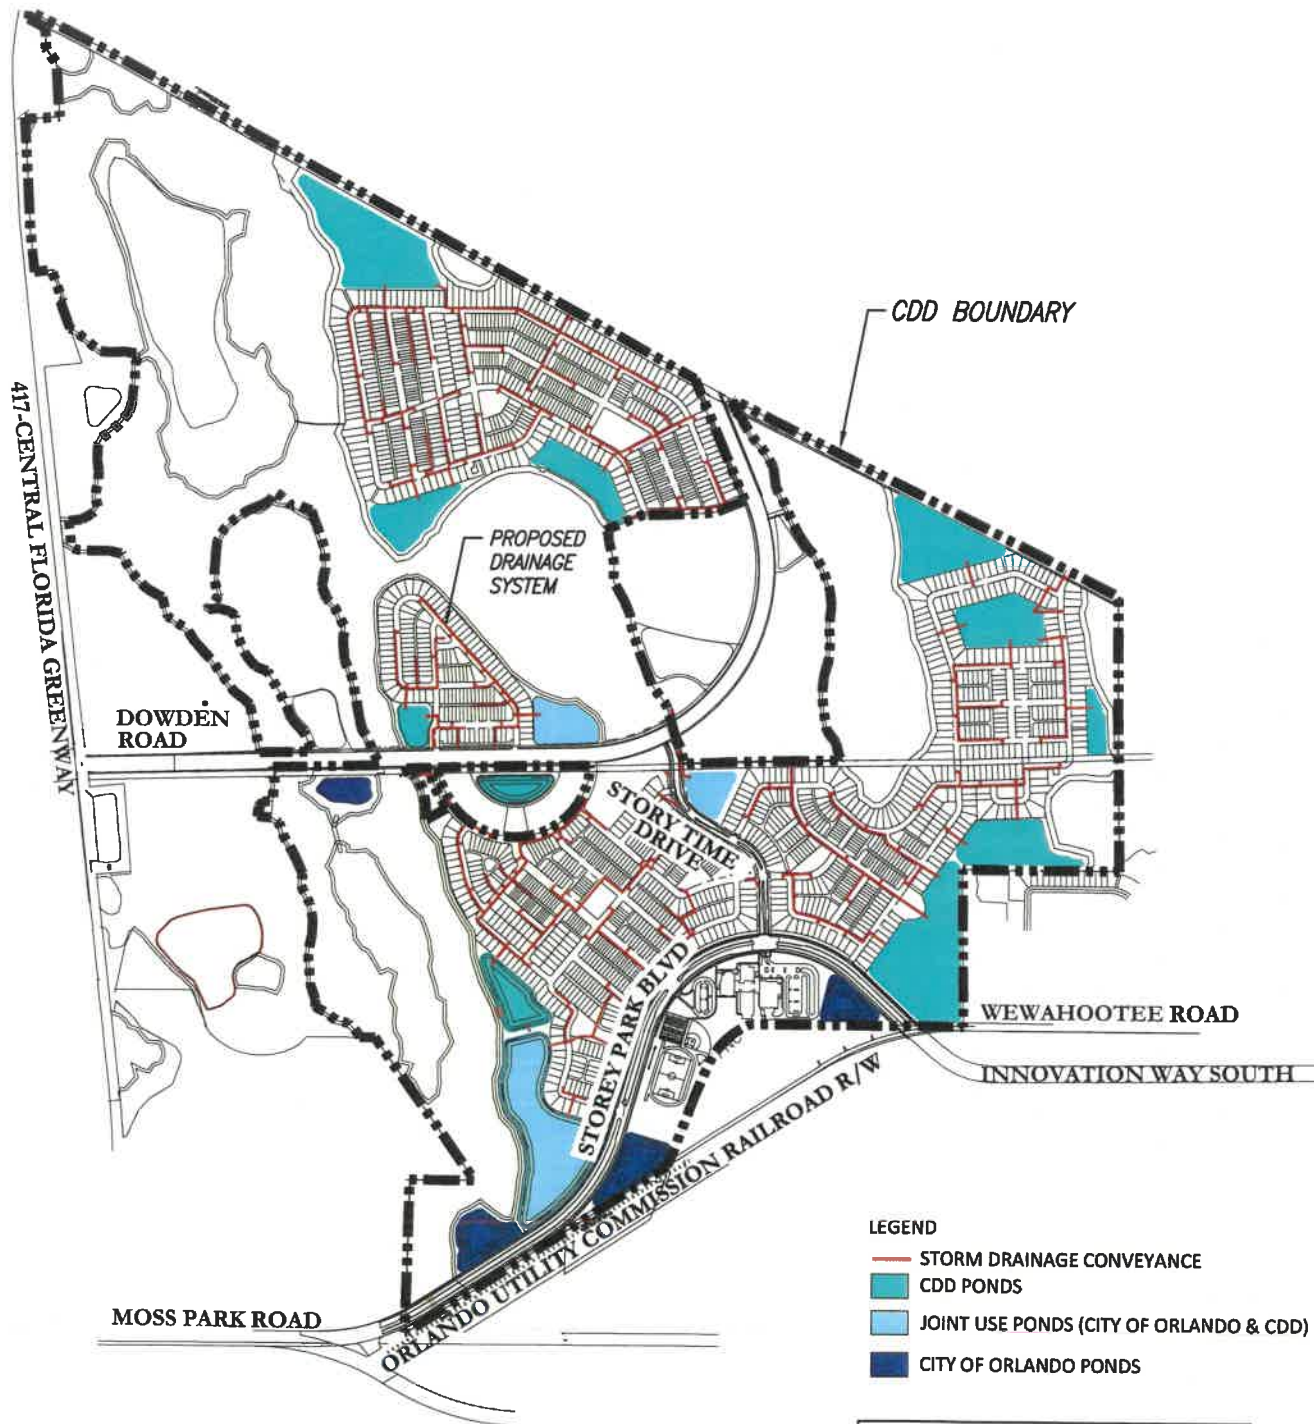 CDD BOUNDARY
417-CENTRAL FLORIDA GREENWAY
PROPOSED
DRAINAGE
SYSTEM
DOWDEN
ROAD
STORY TIME
DRIVE
STOREY PARK BLVD
WEWAHOOTEE ROAD
INNOVATION WAY SOUTH
ORLANDO UTILITY COMMISSION RAILROAD R/W
MOSS PARK ROAD
LEGEND
STORM DRAINAGE CONVEYANCE
CDD PONDS
JOINT USE PONDS (CITY OF ORLANDO & CDD)
CITY OF ORLANDO PONDS